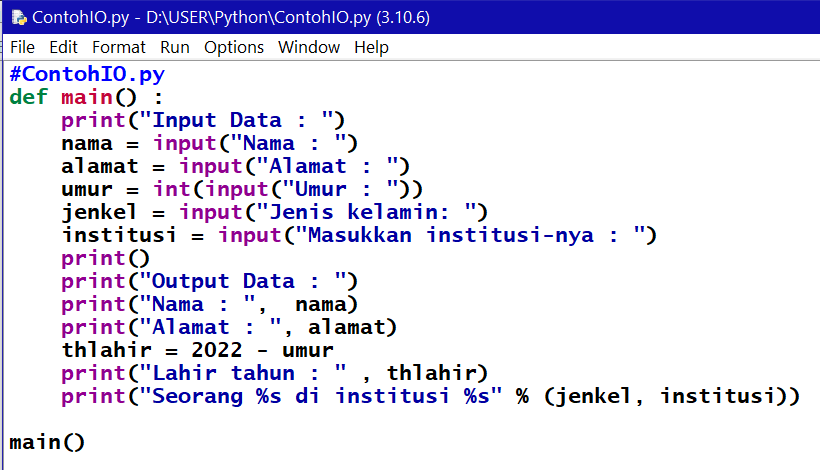 ContohIO.py - D:\USER\Python\ContohIO.py (3.10.6)
File Edit Format Run Options Window Help
#ContohIO.py
def main() :
    print("Input Data : ")
    nama = input("Nama : ")
    alamat = input("Alamat : ")
    umur = int(input("Umur : "))
    jenkel = input("Jenis kelamin: ")
    institusi = input("Masukkan institusi-nya : ")
    print()
    print("Output Data : ")
    print("Nama : ",  nama)
    print("Alamat : ", alamat)
    thlahir = 2022 - umur
    print("Lahir tahun : " , thlahir)
    print("Seorang %s di institusi %s" % (jenkel, institusi))
main()